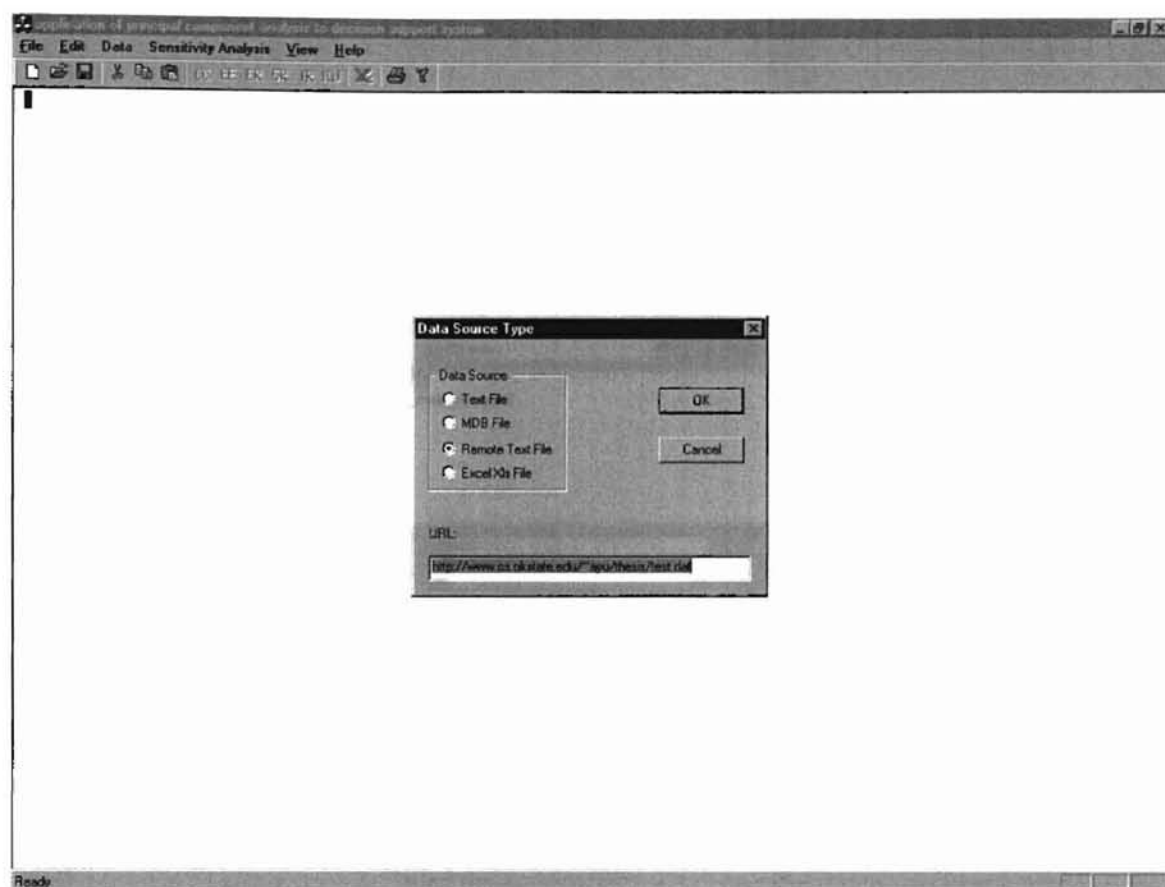 application of principal component analysis to decision support system
File Edit Data Sensitivity Analysis View Help
Data Source Type
Data Source
Text File
OK
MDB File
Remote Text File
Cancel
Excel Xls File
URL:
http://www.cs.okstate.edu/~apu/thesis/test.dat
Ready